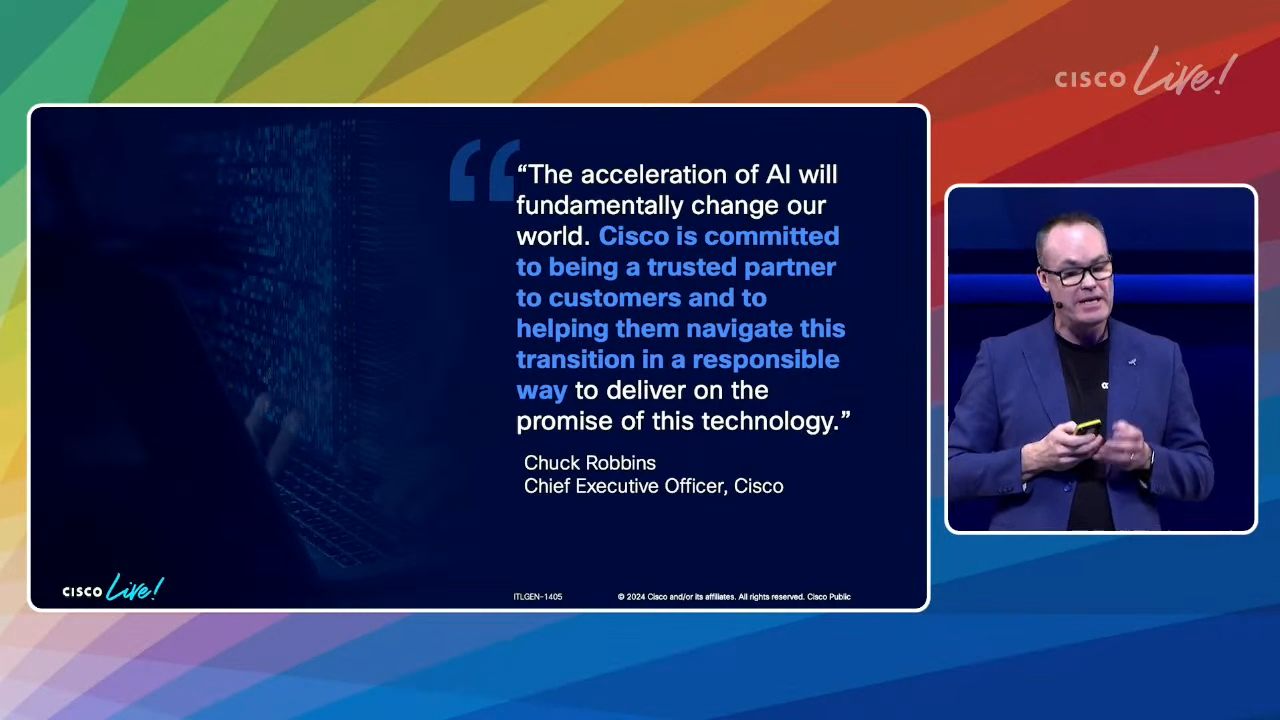 CISCO Live!
“The acceleration of AI will
fundamentally change our
world. Cisco is committed
to being a trusted partner
to customers and to
helping them navigate this
transition in a responsible
way to deliver on the
promise of this technology.”
Chuck Robbins
Chief Executive Officer, Cisco
CISCO Live!
ITLGEN-1405
© 2024 Cisco and/or its affiliates. All rights reserved. Cisco Public